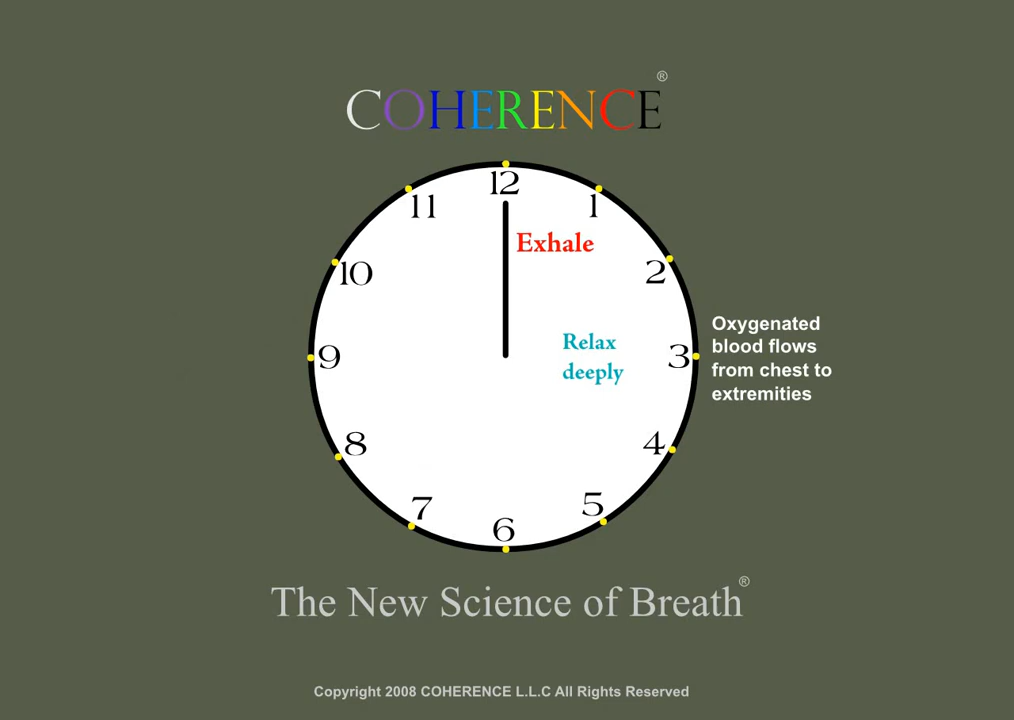 COHERENCE®
12
11
1
Exhale
10
2
Oxygenated
blood flows
from chest to
extremities
Relax
deeply
9
3
8
4
7
5
6
The New Science of Breath®
Copyright 2008 COHERENCE L.L.C All Rights Reserved